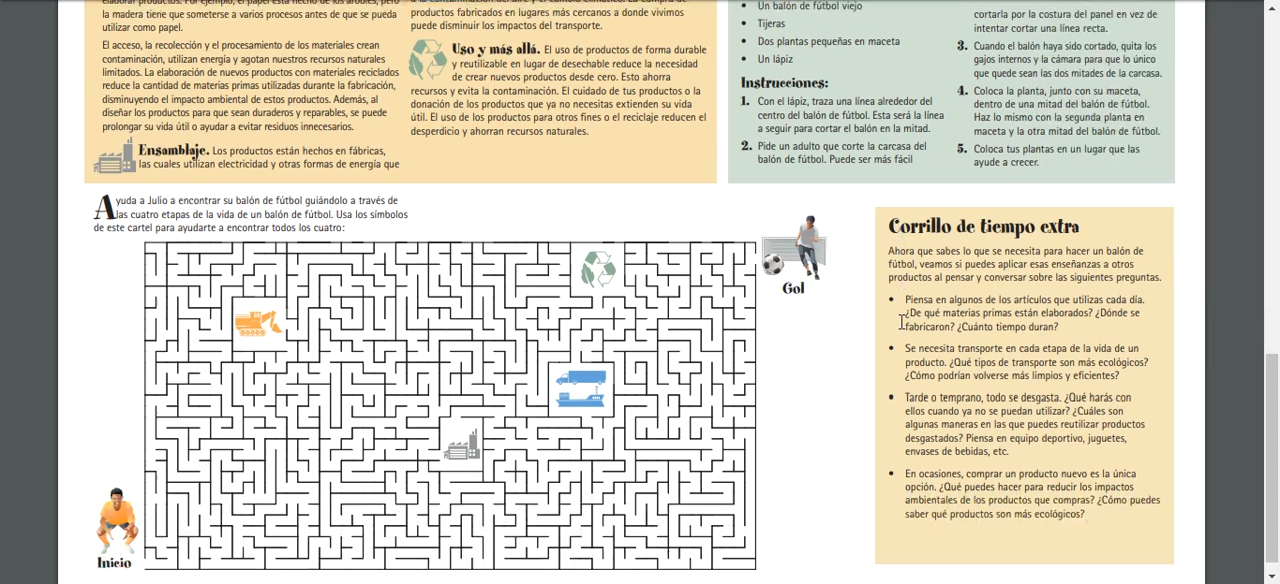 la madera tiene que someterse a varios procesos antes de que se pueda
utilizar como papel.
El acceso, la recolección y el procesamiento de los materiales crean
contaminación, utilizan energía y agotan nuestros recursos naturales
limitados. La elaboración de nuevos productos con materiales reciclados
reduce la cantidad de materias primas utilizadas durante la fabricación,
disminuyendo el impacto ambiental de estos productos. Además, al
diseñar los productos para que sean duraderos y reparables, se puede
prolongar su vida útil o ayudar a evitar residuos innecesarios.
Ensamblaje. Los productos están hechos en fábricas,
las cuales utilizan electricidad y otras formas de energía que
productos fabricados en lugares más cercanos a donde vivimos
puede disminuir los impactos del transporte.
Uso y más allá. El uso de productos de forma durable
y reutilizable en lugar de desechable reduce la necesidad
de crear nuevos productos desde cero. Esto ahorra
recursos y evita la contaminación. El cuidado de tus productos o la
donación de los productos que ya no necesitas extienden su vida
útil. El uso de los productos para otros fines o el reciclaje reducen el
desperdicio y ahorran recursos naturales.
• Un balón de fútbol viejo
• Tijeras
• Dos plantas pequeñas en maceta
• Un lápiz
Instrucciones:
1. Con el lápiz, traza una línea alrededor del
centro del balón de fútbol. Esta será la línea
a seguir para cortar el balón en la mitad.
2. Pide un adulto que corte la carcasa del
balón de fútbol. Puede ser más fácil
cortarla por la costura del panel en vez de
intentar cortar una línea recta.
3. Cuando el balón haya sido cortado, quita los
gajos internos y la cámara para que lo único
que quede sean las dos mitades de la carcasa.
4. Coloca la planta, junto con su maceta,
dentro de una mitad del balón de fútbol.
Haz lo mismo con la segunda planta en
maceta y la otra mitad del balón de fútbol.
5. Coloca tus plantas en un lugar que las
ayude a crecer.
Ayuda a Julio a encontrar su balón de fútbol guiándolo a través de
las cuatro etapas de la vida de un balón de fútbol. Usa los símbolos
de este cartel para ayudarte a encontrar todos los cuatro:
Gol
Inicio
Corrillo de tiempo extra
Ahora que sabes lo que se necesita para hacer un balón de
fútbol, veamos si puedes aplicar esas enseñanzas a otros
productos al pensar y conversar sobre las siguientes preguntas.
• Piensa en algunos de los artículos que utilizas cada día.
¿De qué materias primas están elaborados? ¿Dónde se
fabricaron? ¿Cuánto tiempo duran?
• Se necesita transporte en cada etapa de la vida de un
producto. ¿Qué tipos de transporte son más ecológicos?
¿Cómo podrían volverse más limpios y eficientes?
• Tarde o temprano, todo se desgasta. ¿Qué harás con
ellos cuando ya no se puedan utilizar? ¿Cuáles son
algunas maneras en las que puedes reutilizar productos
desgastados? Piensa en equipo deportivo, juguetes,
envases de bebidas, etc.
• En ocasiones, comprar un producto nuevo es la única
opción. ¿Qué puedes hacer para reducir los impactos
ambientales de los productos que compras? ¿Cómo puedes
saber qué productos son más ecológicos?